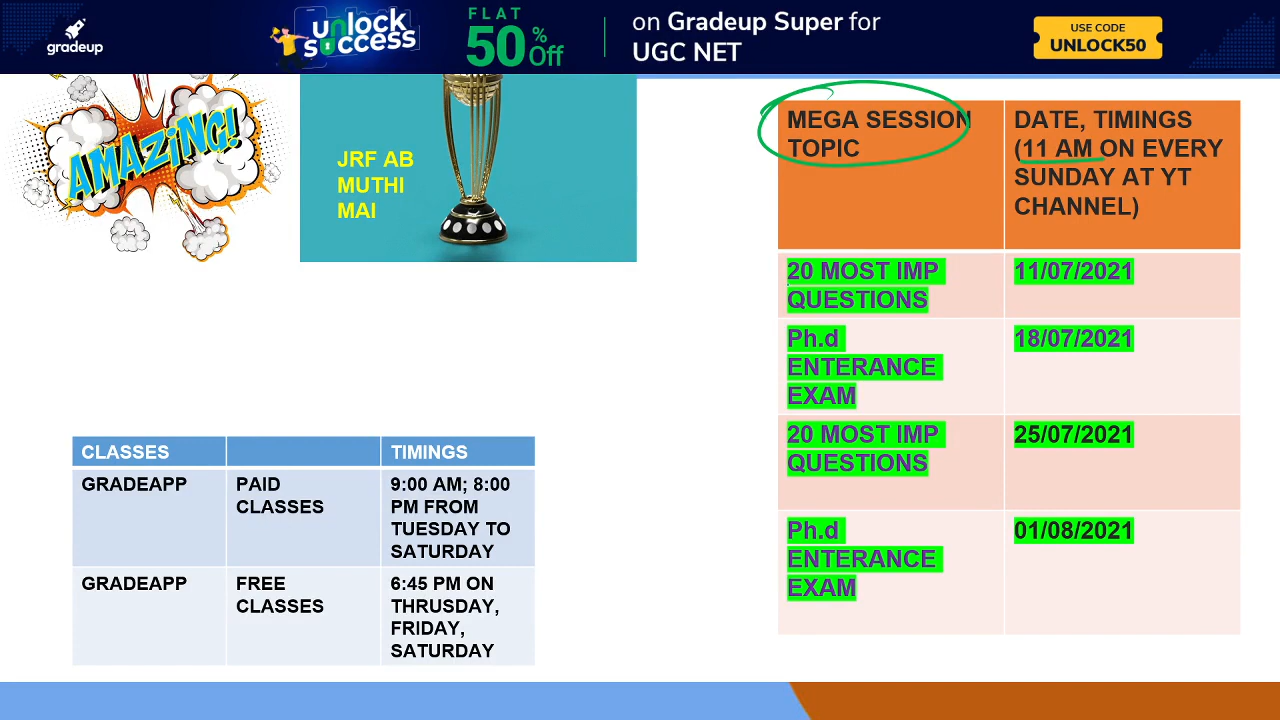 gradeup
unlock
success
FLAT
50% Off
on Gradeup Super for
UGC NET
USE CODE
UNLOCK50
AMAZiNG!
JRF AB
MUTHI
MAI
MEGA SESSION
TOPIC
DATE, TIMINGS
(11 AM ON EVERY
SUNDAY AT YT
CHANNEL)
20 MOST IMP
QUESTIONS
11/07/2021
Ph.d
ENTERANCE
EXAM
18/07/2021
20 MOST IMP
QUESTIONS
25/07/2021
Ph.d
ENTERANCE
EXAM
01/08/2021
CLASSES
TIMINGS
GRADEAPP
PAID
CLASSES
9:00 AM; 8:00
PM FROM
TUESDAY TO
SATURDAY
GRADEAPP
FREE
CLASSES
6:45 PM ON
THRUSDAY,
FRIDAY,
SATURDAY